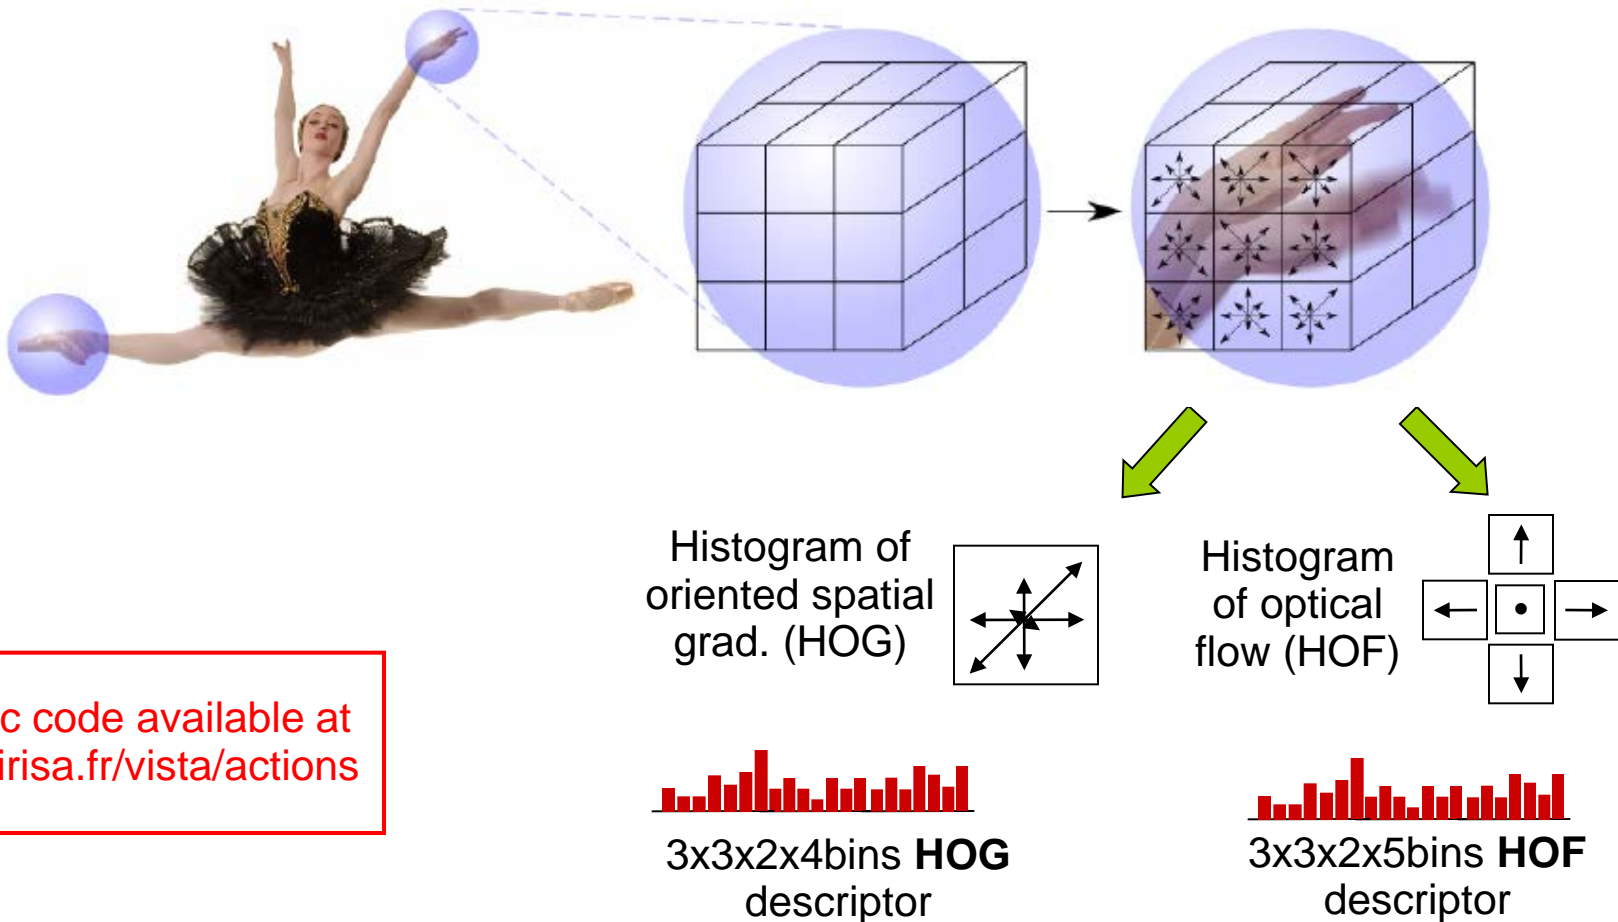 Histogram of
oriented spatial
grad. (HOG)
Histogram
of optical
flow (HOF)
c code available at
irisa.fr/vista/actions
3x3x2x4bins HOG
descriptor
3x3x2x5bins HOF
descriptor